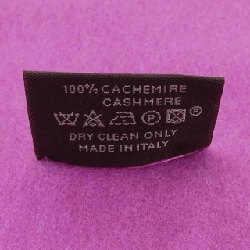 100% CACHEMIRE
CASHMERE
P ®
DRY CLEAN ONLY
MADE IN ITALY